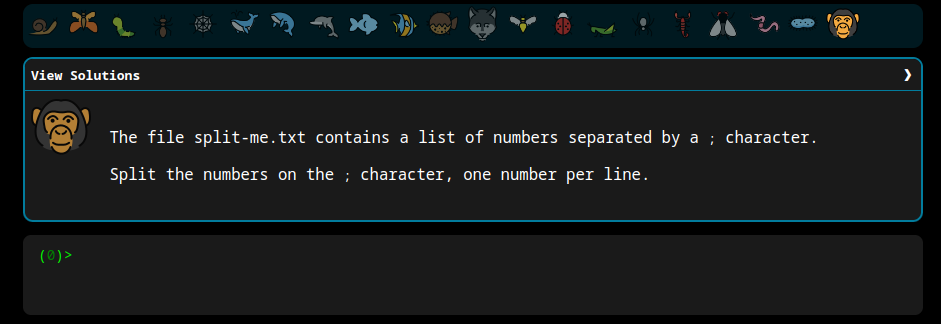 View Solutions ❯
The file split-me.txt contains a list of numbers separated by a ; character.
Split the numbers on the ; character, one number per line.
(0)>